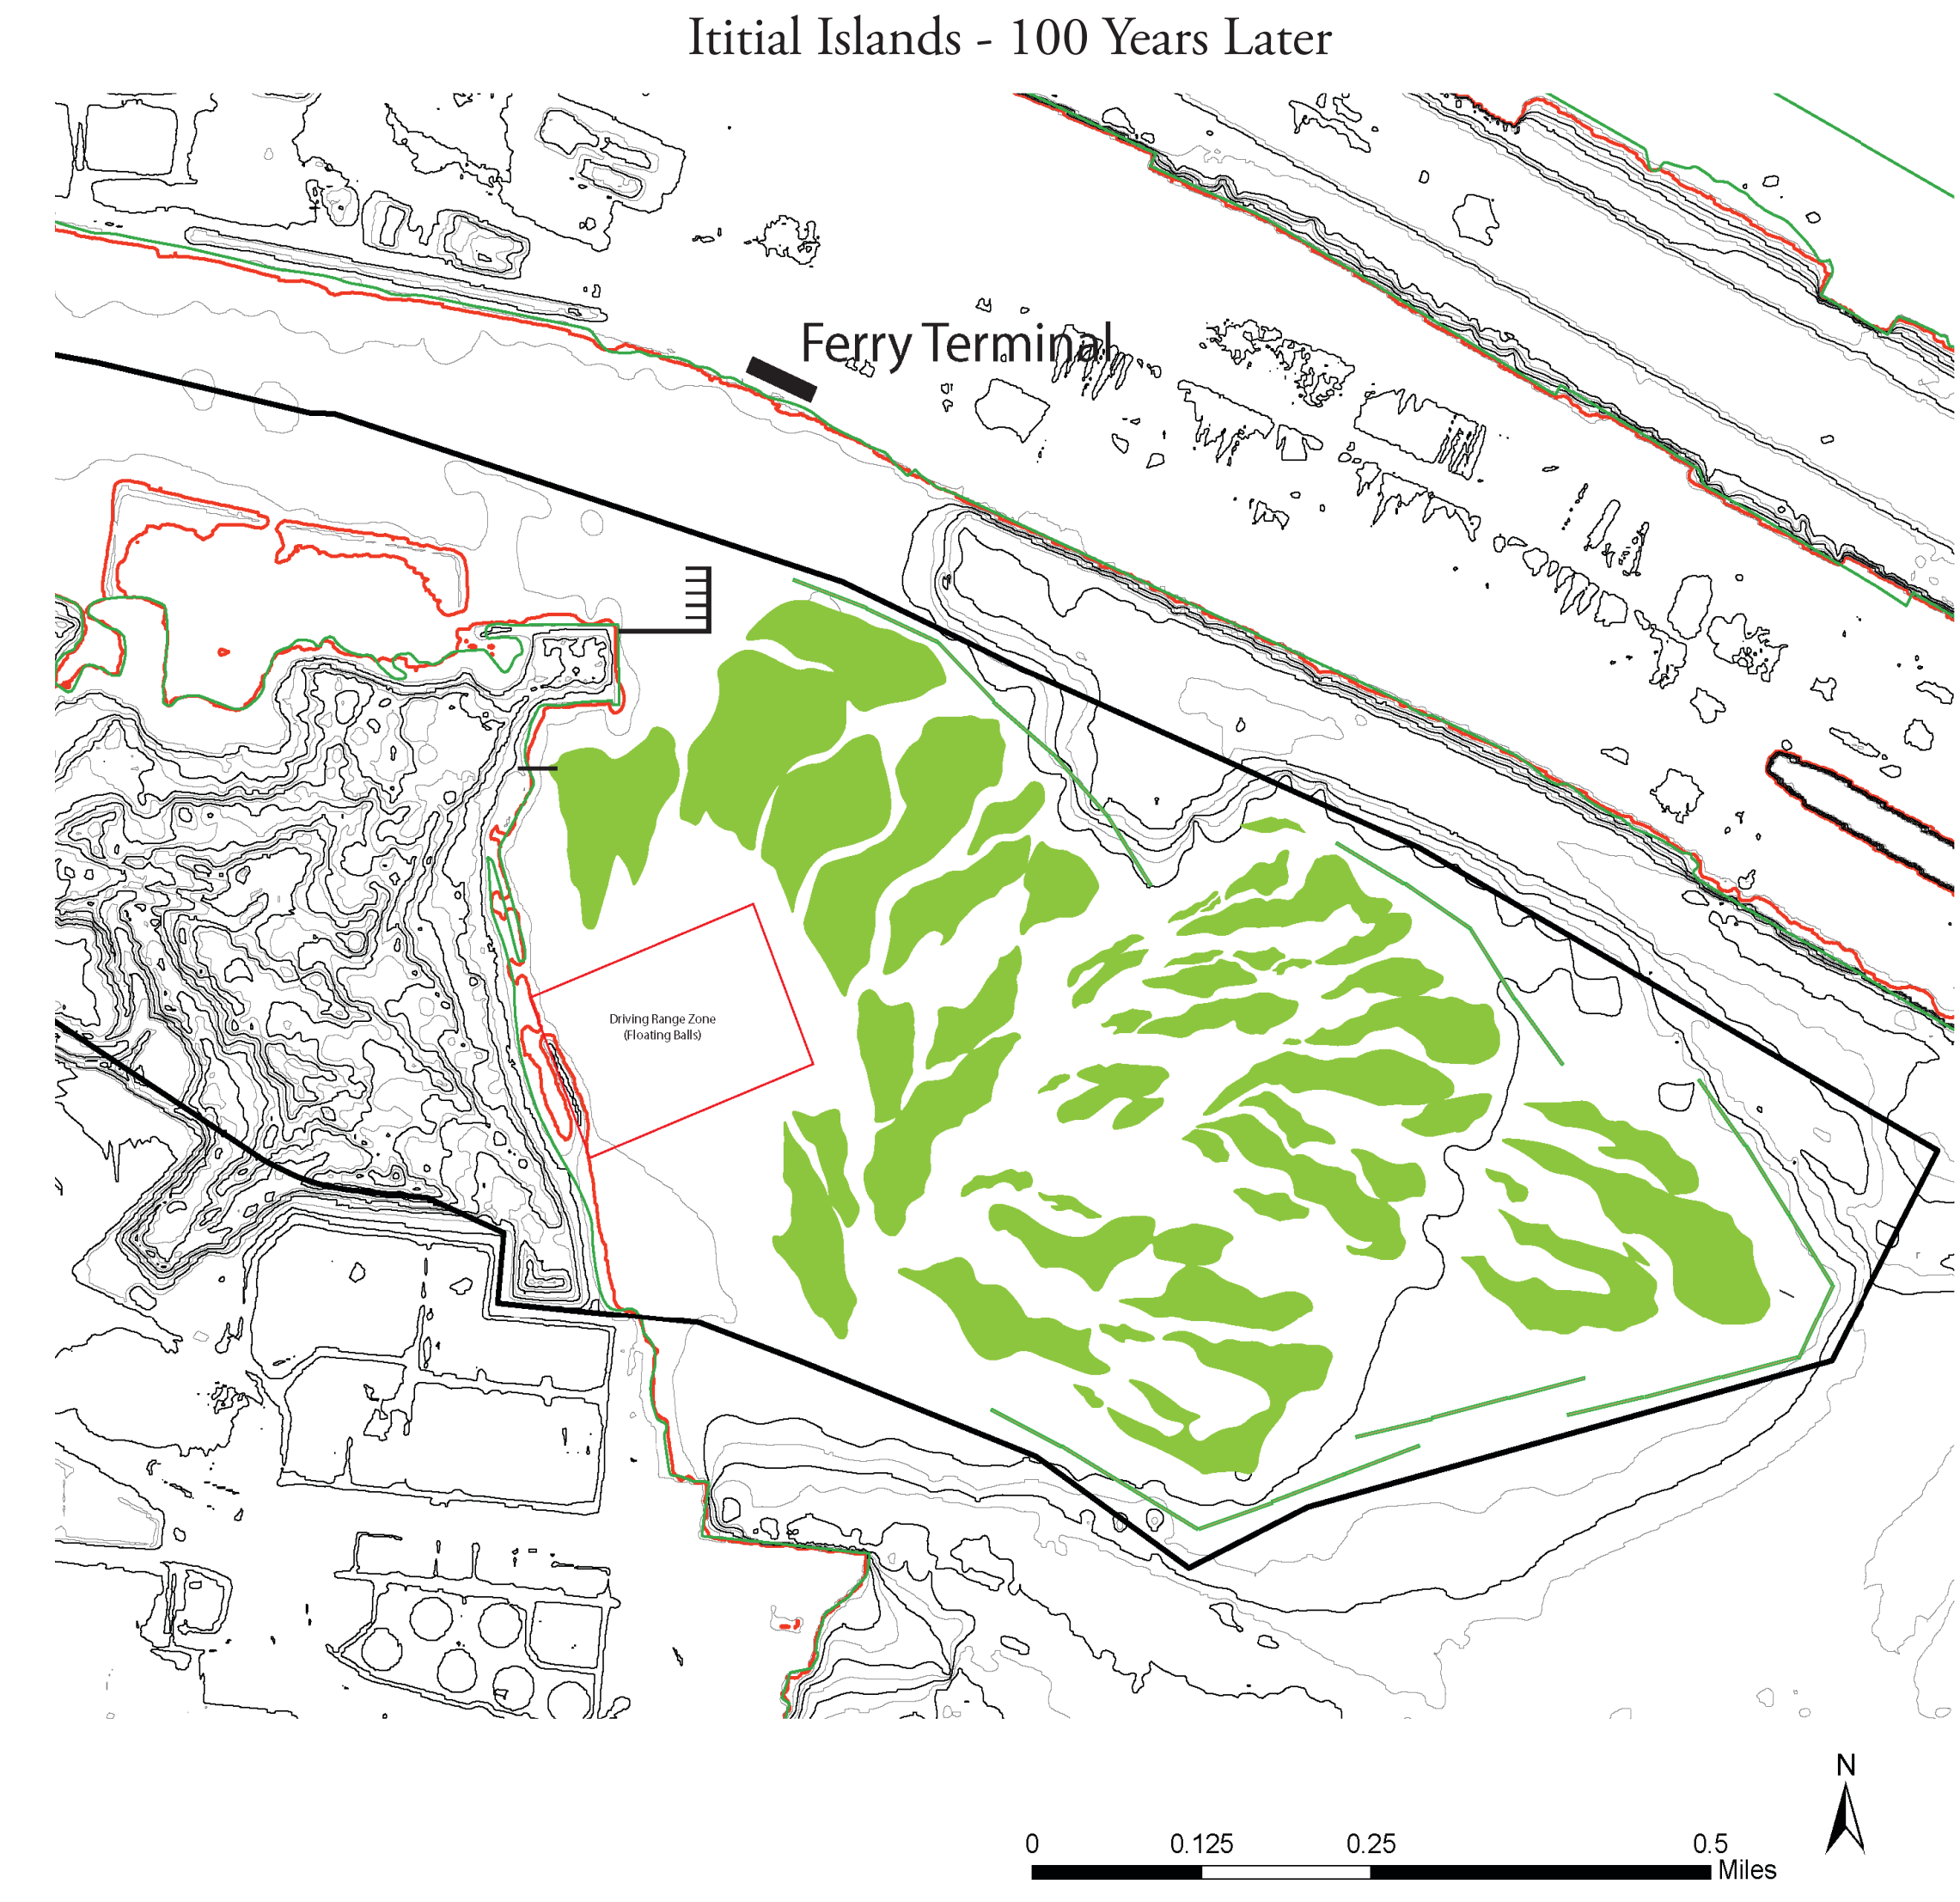 Ititial Islands - 100 Years Later
Ferry Terminal
Driving Range Zone
(Floating Balls)
N
0 0.125 0.25 0.5
Miles